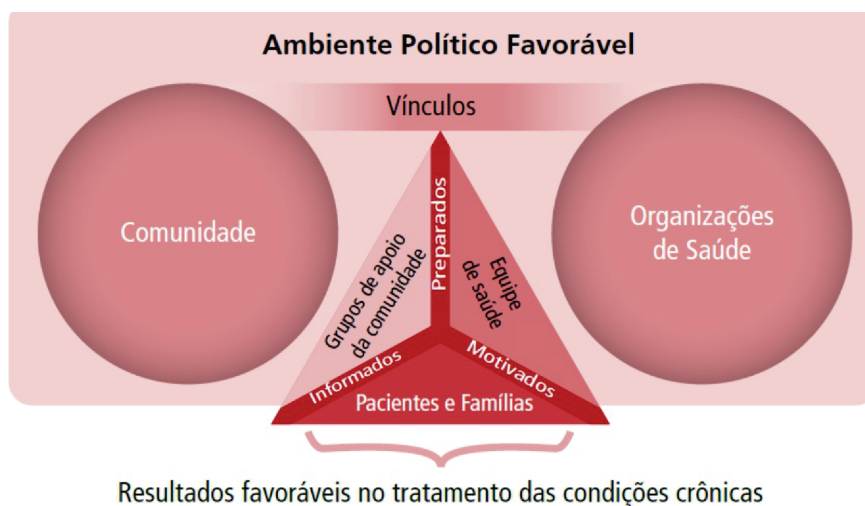 Ambiente Político Favorável
Vínculos
Comunidade
Organizações
de Saúde
Preparados
Grupos de apoio
da comunidade
Equipe
de saúde
Informados
Motivados
Pacientes e Famílias
Resultados favoráveis no tratamento das condições crônicas